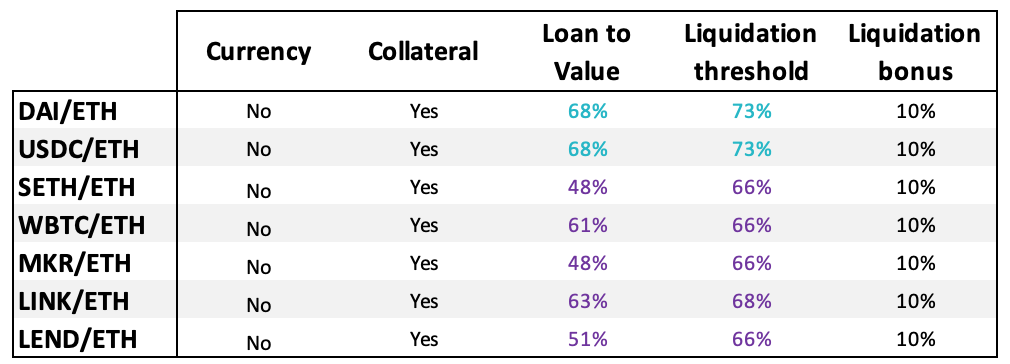 Currency Collateral Loan to Value Liquidation threshold Liquidation bonus
DAI/ETH No Yes 68% 73% 10%
USDC/ETH No Yes 68% 73% 10%
SETH/ETH No Yes 48% 66% 10%
WBTC/ETH No Yes 61% 66% 10%
MKR/ETH No Yes 48% 66% 10%
LINK/ETH No Yes 63% 68% 10%
LEND/ETH No Yes 51% 66% 10%